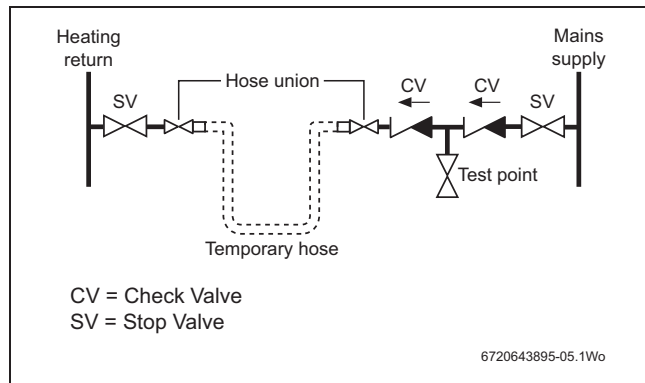 Heating
return
Mains
supply
Hose union
CV
CV
SV
SV
Test point
Temporary hose
CV = Check Valve
SV = Stop Valve
6720643895-05.1Wo